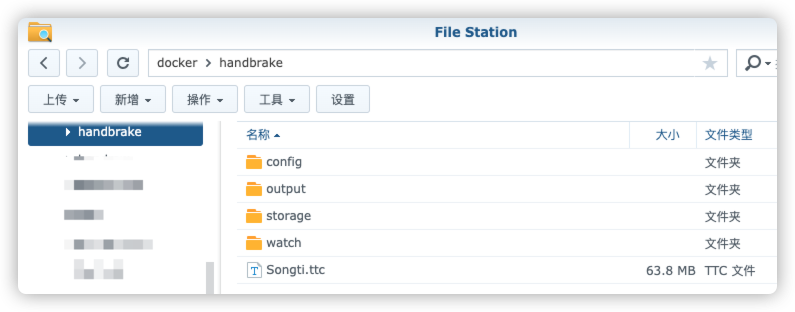 File Station
docker > handbrake
上传 新增 操作 工具 设置
handbrake
名称 大小 文件类型
config 文件夹
output 文件夹
storage 文件夹
watch 文件夹
Songti.ttc 63.8 MB TTC 文件